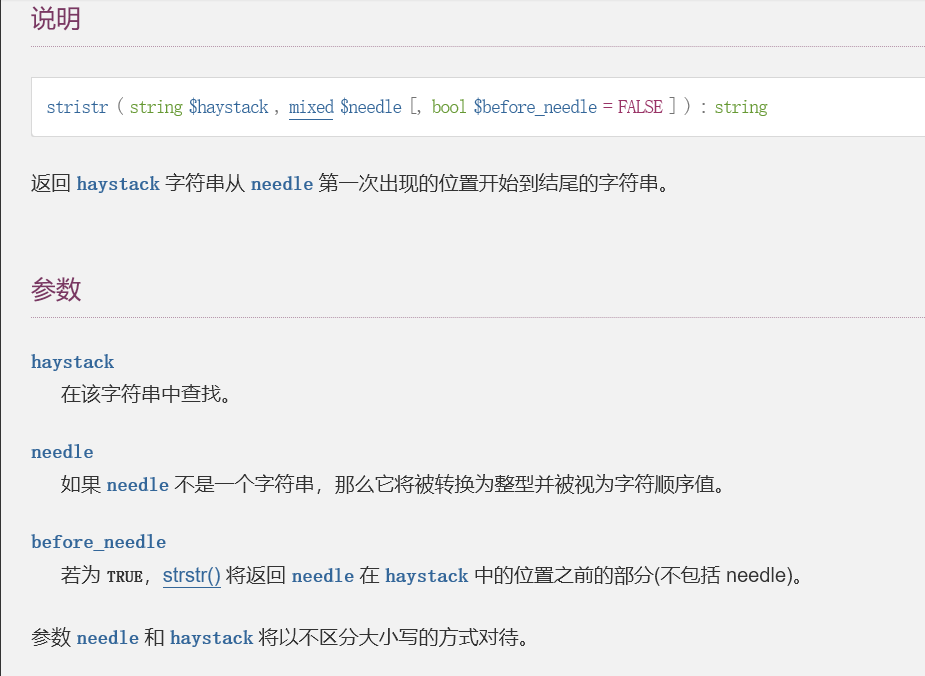 说明
stristr ( string $haystack , mixed $needle [, bool $before_needle = FALSE ] ) : string
返回 haystack 字符串从 needle 第一次出现的位置开始到结尾的字符串。
参数
haystack
在该字符串中查找。
needle
如果 needle 不是一个字符串，那么它将被转换为整型并被视为字符顺序值。
before_needle
若为 TRUE，strstr() 将返回 needle 在 haystack 中的位置之前的部分(不包括 needle)。
参数 needle 和 haystack 将以不区分大小写的方式对待。